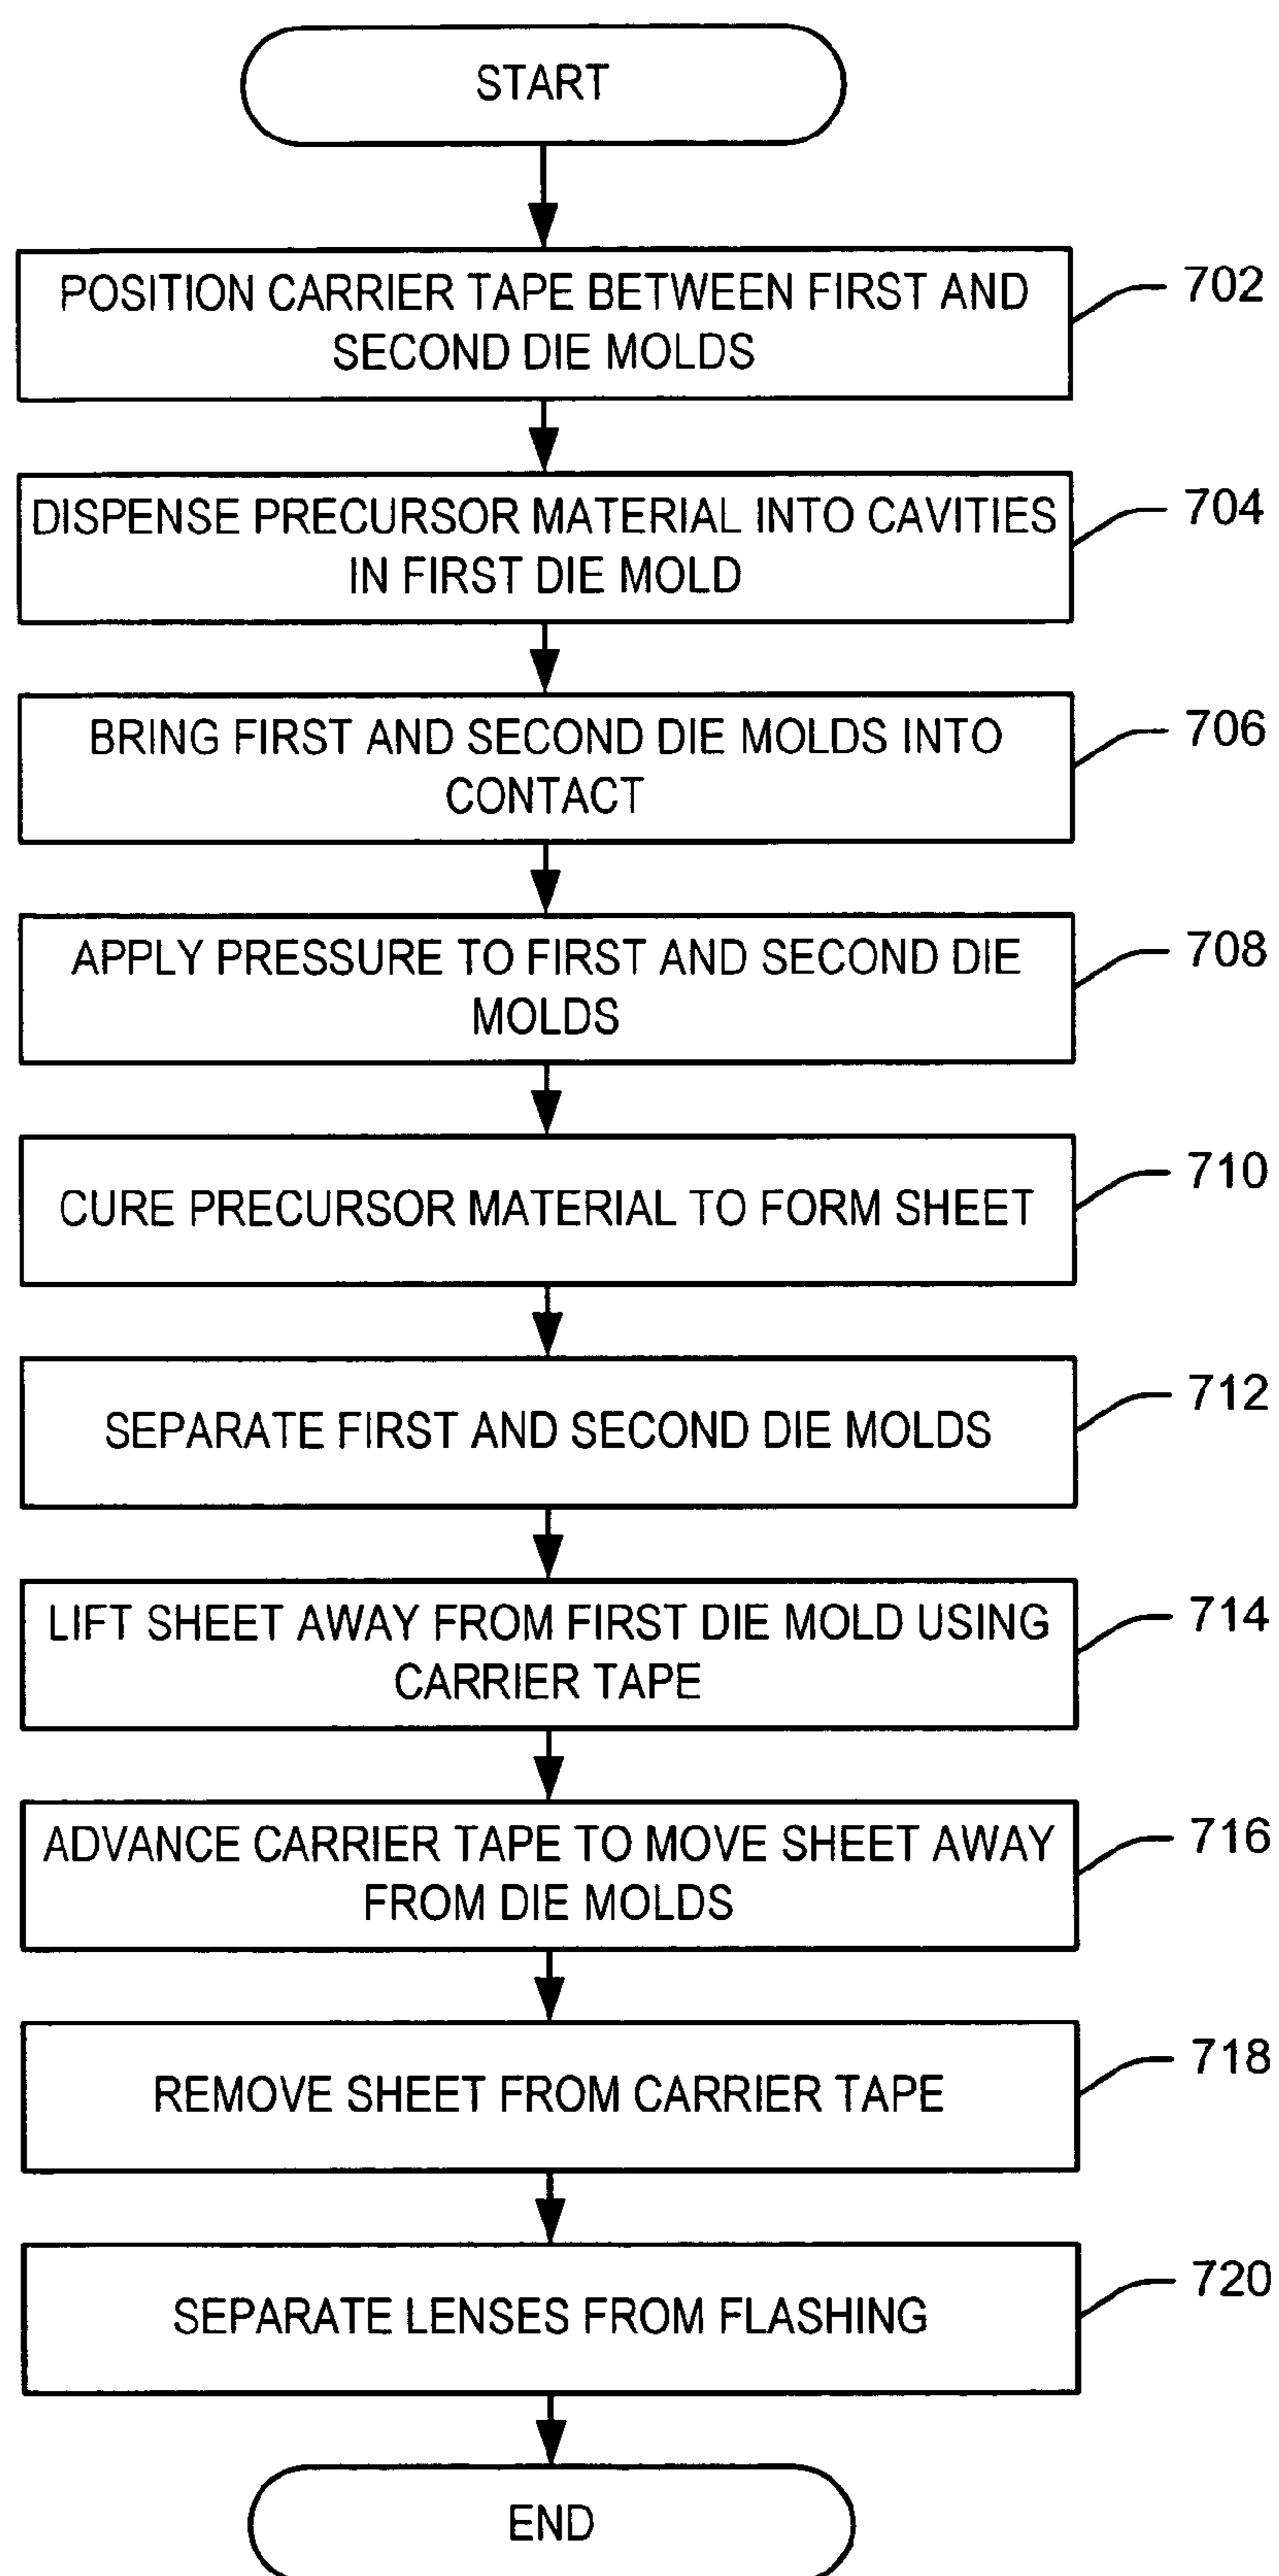 START
POSITION CARRIER TAPE BETWEEN FIRST AND
SECOND DIE MOLDS
702
DISPENSE PRECURSOR MATERIAL INTO CAVITIES
IN FIRST DIE MOLD
704
BRING FIRST AND SECOND DIE MOLDS INTO
CONTACT
706
APPLY PRESSURE TO FIRST AND SECOND DIE
MOLDS
708
CURE PRECURSOR MATERIAL TO FORM SHEET
710
SEPARATE FIRST AND SECOND DIE MOLDS
712
LIFT SHEET AWAY FROM FIRST DIE MOLD USING
CARRIER TAPE
714
ADVANCE CARRIER TAPE TO MOVE SHEET AWAY
FROM DIE MOLDS
716
REMOVE SHEET FROM CARRIER TAPE
718
SEPARATE LENSES FROM FLASHING
720
END